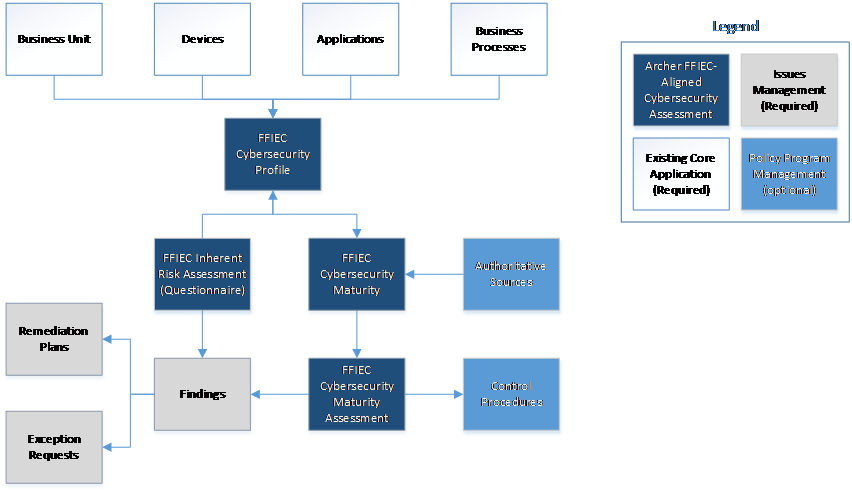 Business Unit
Devices
Applications
Business
Processes
Legend
Archer FFIEC-
Aligned
Cybersecurity
Assessment
Issues
Management
(Required)
Existing Core
Application
(Required)
Policy Program
Management
(optional)
FFIEC
Cybersecurity
Profile
FFIEC Inherent
Risk Assessment
(Questionnaire)
FFIEC
Cybersecurity
Maturity
Authoritative
Sources
Remediation
Plans
Findings
FFIEC
Cybersecurity
Maturity
Assessment
Control
Procedures
Exception
Requests